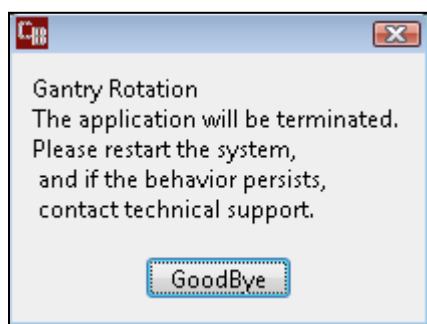 Gantry Rotation
The application will be terminated.
Please restart the system,
and if the behavior persists,
contact technical support.
GoodBye